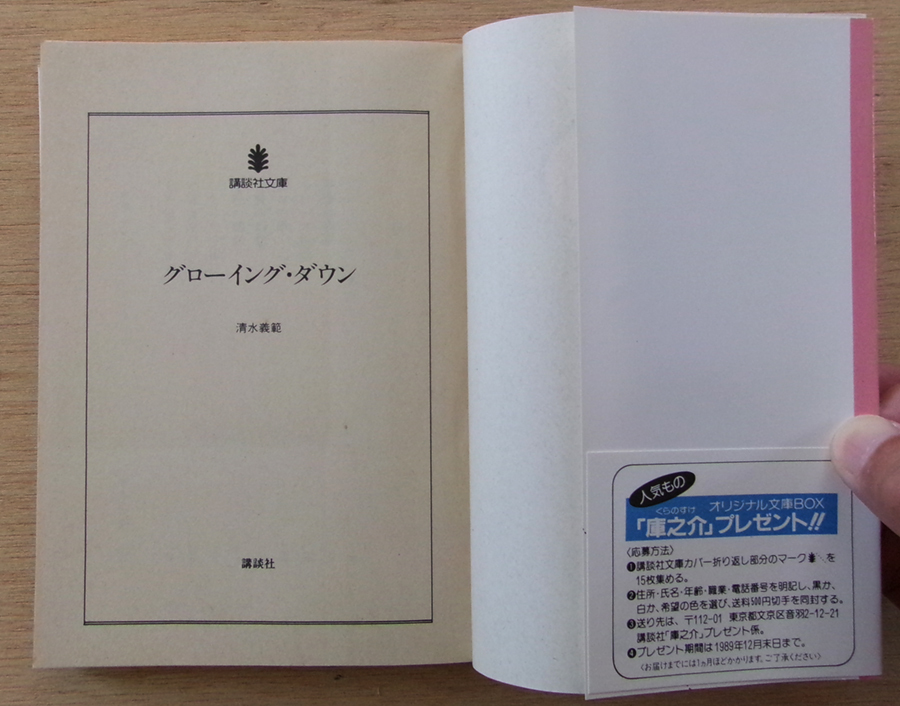 講談社文庫
グローイング・ダウン
清水義範
講談社
人気もの
オリジナル文庫BOX
くらのすけ
「庫之介」プレゼント!!
〈応募方法〉
❶講談社文庫カバー折り返し部分のマークを
15枚集める。
❷住所・氏名・年齢・職業・電話番号を明記し、黒か、
白か、希望の色を選び、送料500円切手を同封する。
❸送り先は、〒112-01 東京都文京区音羽2-12-21
講談社「庫之介」プレゼント係。
❹プレゼント期間は1989年12月末日まで。
〈お届けまでには1ヵ月ほどかかります。ご了承ください〉